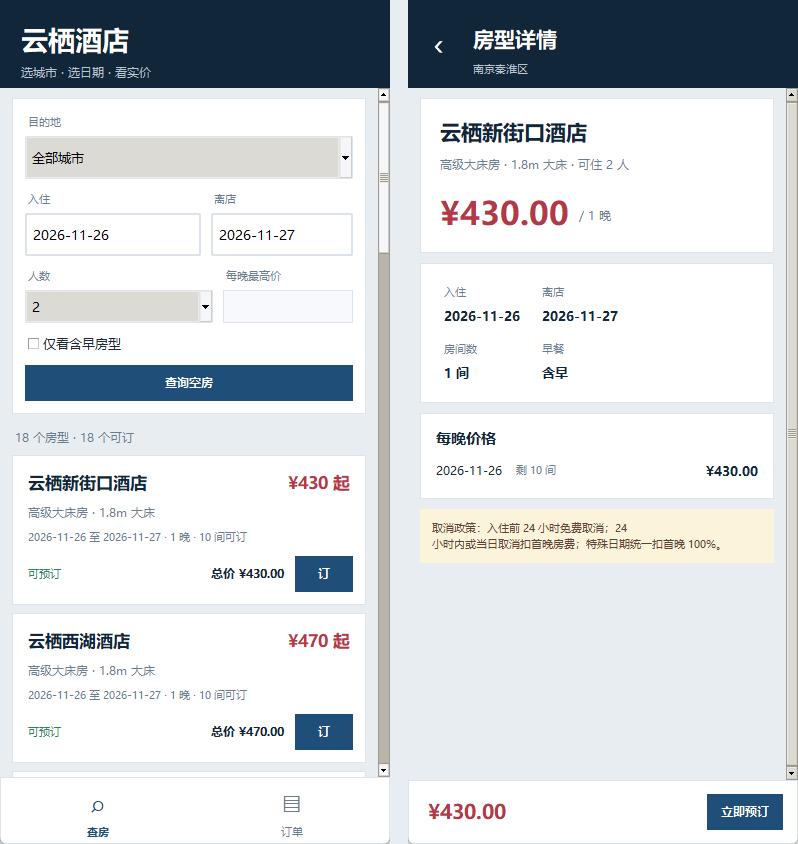 云栖酒店
选城市 · 选日期 · 看实价
目的地
全部城市
入住
离店
2026-11-26
2026-11-27
人数
每晚最高价
2
仅看含早房型
查询空房
18 个房型 · 18 个可订
云栖新街口酒店
¥430 起
高级大床房 · 1.8m 大床
2026-11-26 至 2026-11-27 · 1 晚 · 10 间可订
可预订
总价 ¥430.00
订
云栖西湖酒店
¥470 起
高级大床房 · 1.8m 大床
2026-11-26 至 2026-11-27 · 1 晚 · 10 间可订
可预订
总价 ¥470.00
订
查房
订单
房型详情
南京秦淮区
云栖新街口酒店
高级大床房 · 1.8m 大床 · 可住 2 人
¥430.00 / 1 晚
入住
离店
2026-11-26
2026-11-27
房间数
早餐
1 间
含早
每晚价格
2026-11-26 剩 10 间 ¥430.00
取消政策：入住前 24 小时免费取消；24
小时内或当日取消扣首晚房费；特殊日期统一扣首晚 100%。
¥430.00
立即预订